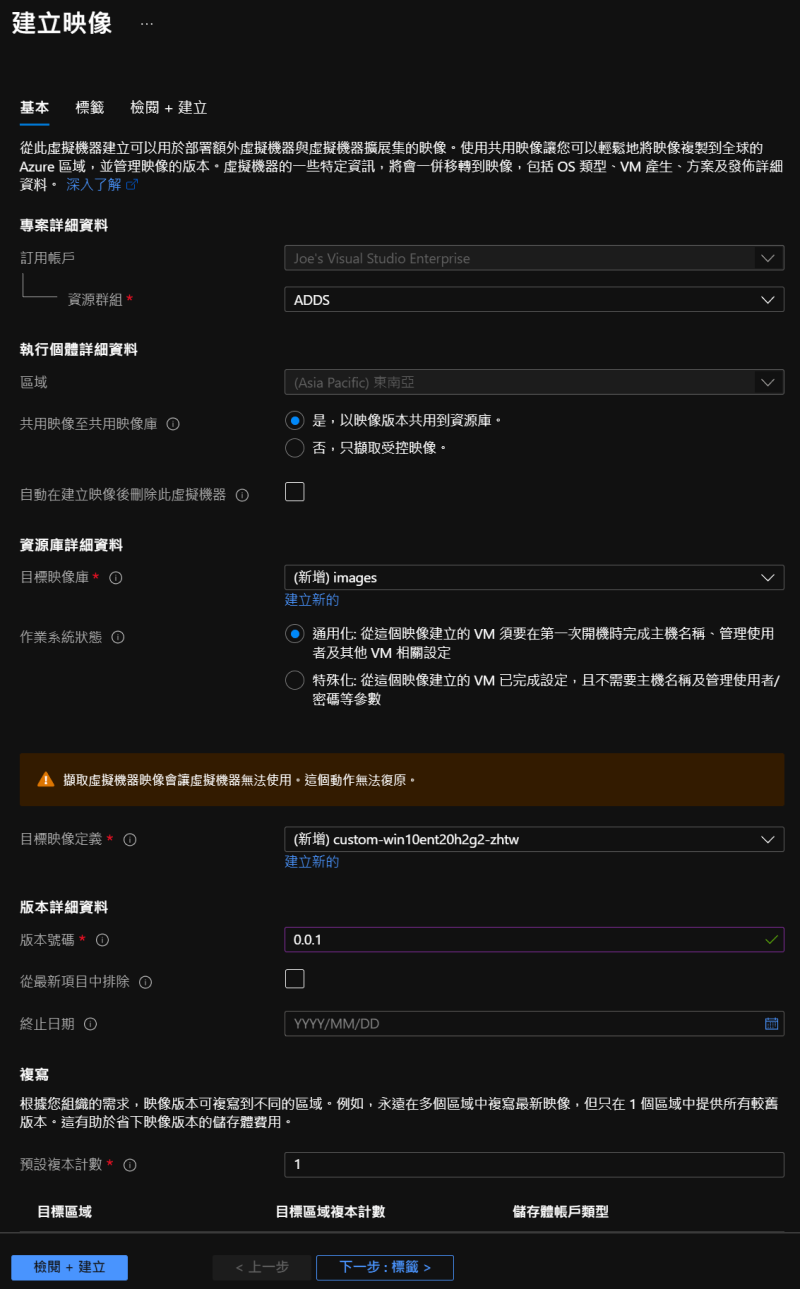 建立映像 ...
基本 標籤 檢閱 + 建立
從此虛擬機器建立可以用於部署額外虛擬機器與虛擬機器擴展集的映像。使用共用映像讓您可以輕鬆地將映像複製到全球的
Azure 區域，並管理映像的版本。虛擬機器的一些特定資訊，將會一併移轉到映像，包括 OS 類型、VM 產生、方案及發佈詳細
資料。 深入了解
專案詳細資料
訂用帳戶 Joe's Visual Studio Enterprise
資源群組 * ADDS
執行個體詳細資料
區域 (Asia Pacific) 東南亞
共用映像至共用映像庫 是，以映像版本共用到資源庫。
否，只擷取受控映像。
自動在建立映像後刪除此虛擬機器
資源庫詳細資料
目標映像庫 * (新增) images
建立新的
作業系統狀態 通用化: 從這個映像建立的 VM 須要在第一次開機時完成主機名稱、管理使用
者及其他 VM 相關設定
特殊化: 從這個映像建立的 VM 已完成設定，且不需要主機名稱及管理使用者/
密碼等參數
擷取虛擬機器映像會讓虛擬機器無法使用。這個動作無法復原。
目標映像定義 * (新增) custom-win10ent20h2g2-zhtw
建立新的
版本詳細資料
版本號碼 * 0.0.1
從最新項目中排除
終止日期 YYYY/MM/DD
複寫
根據您組織的需求，映像版本可複寫到不同的區域。例如，永遠在多個區域中複寫最新映像，但只在 1 個區域中提供所有較舊
版本。這有助於省下映像版本的儲存體費用。
預設複本計數 * 1
目標區域 目標區域複本計數 儲存體帳戶類型
檢閱 + 建立 < 上一步 下一步 : 標籤 >